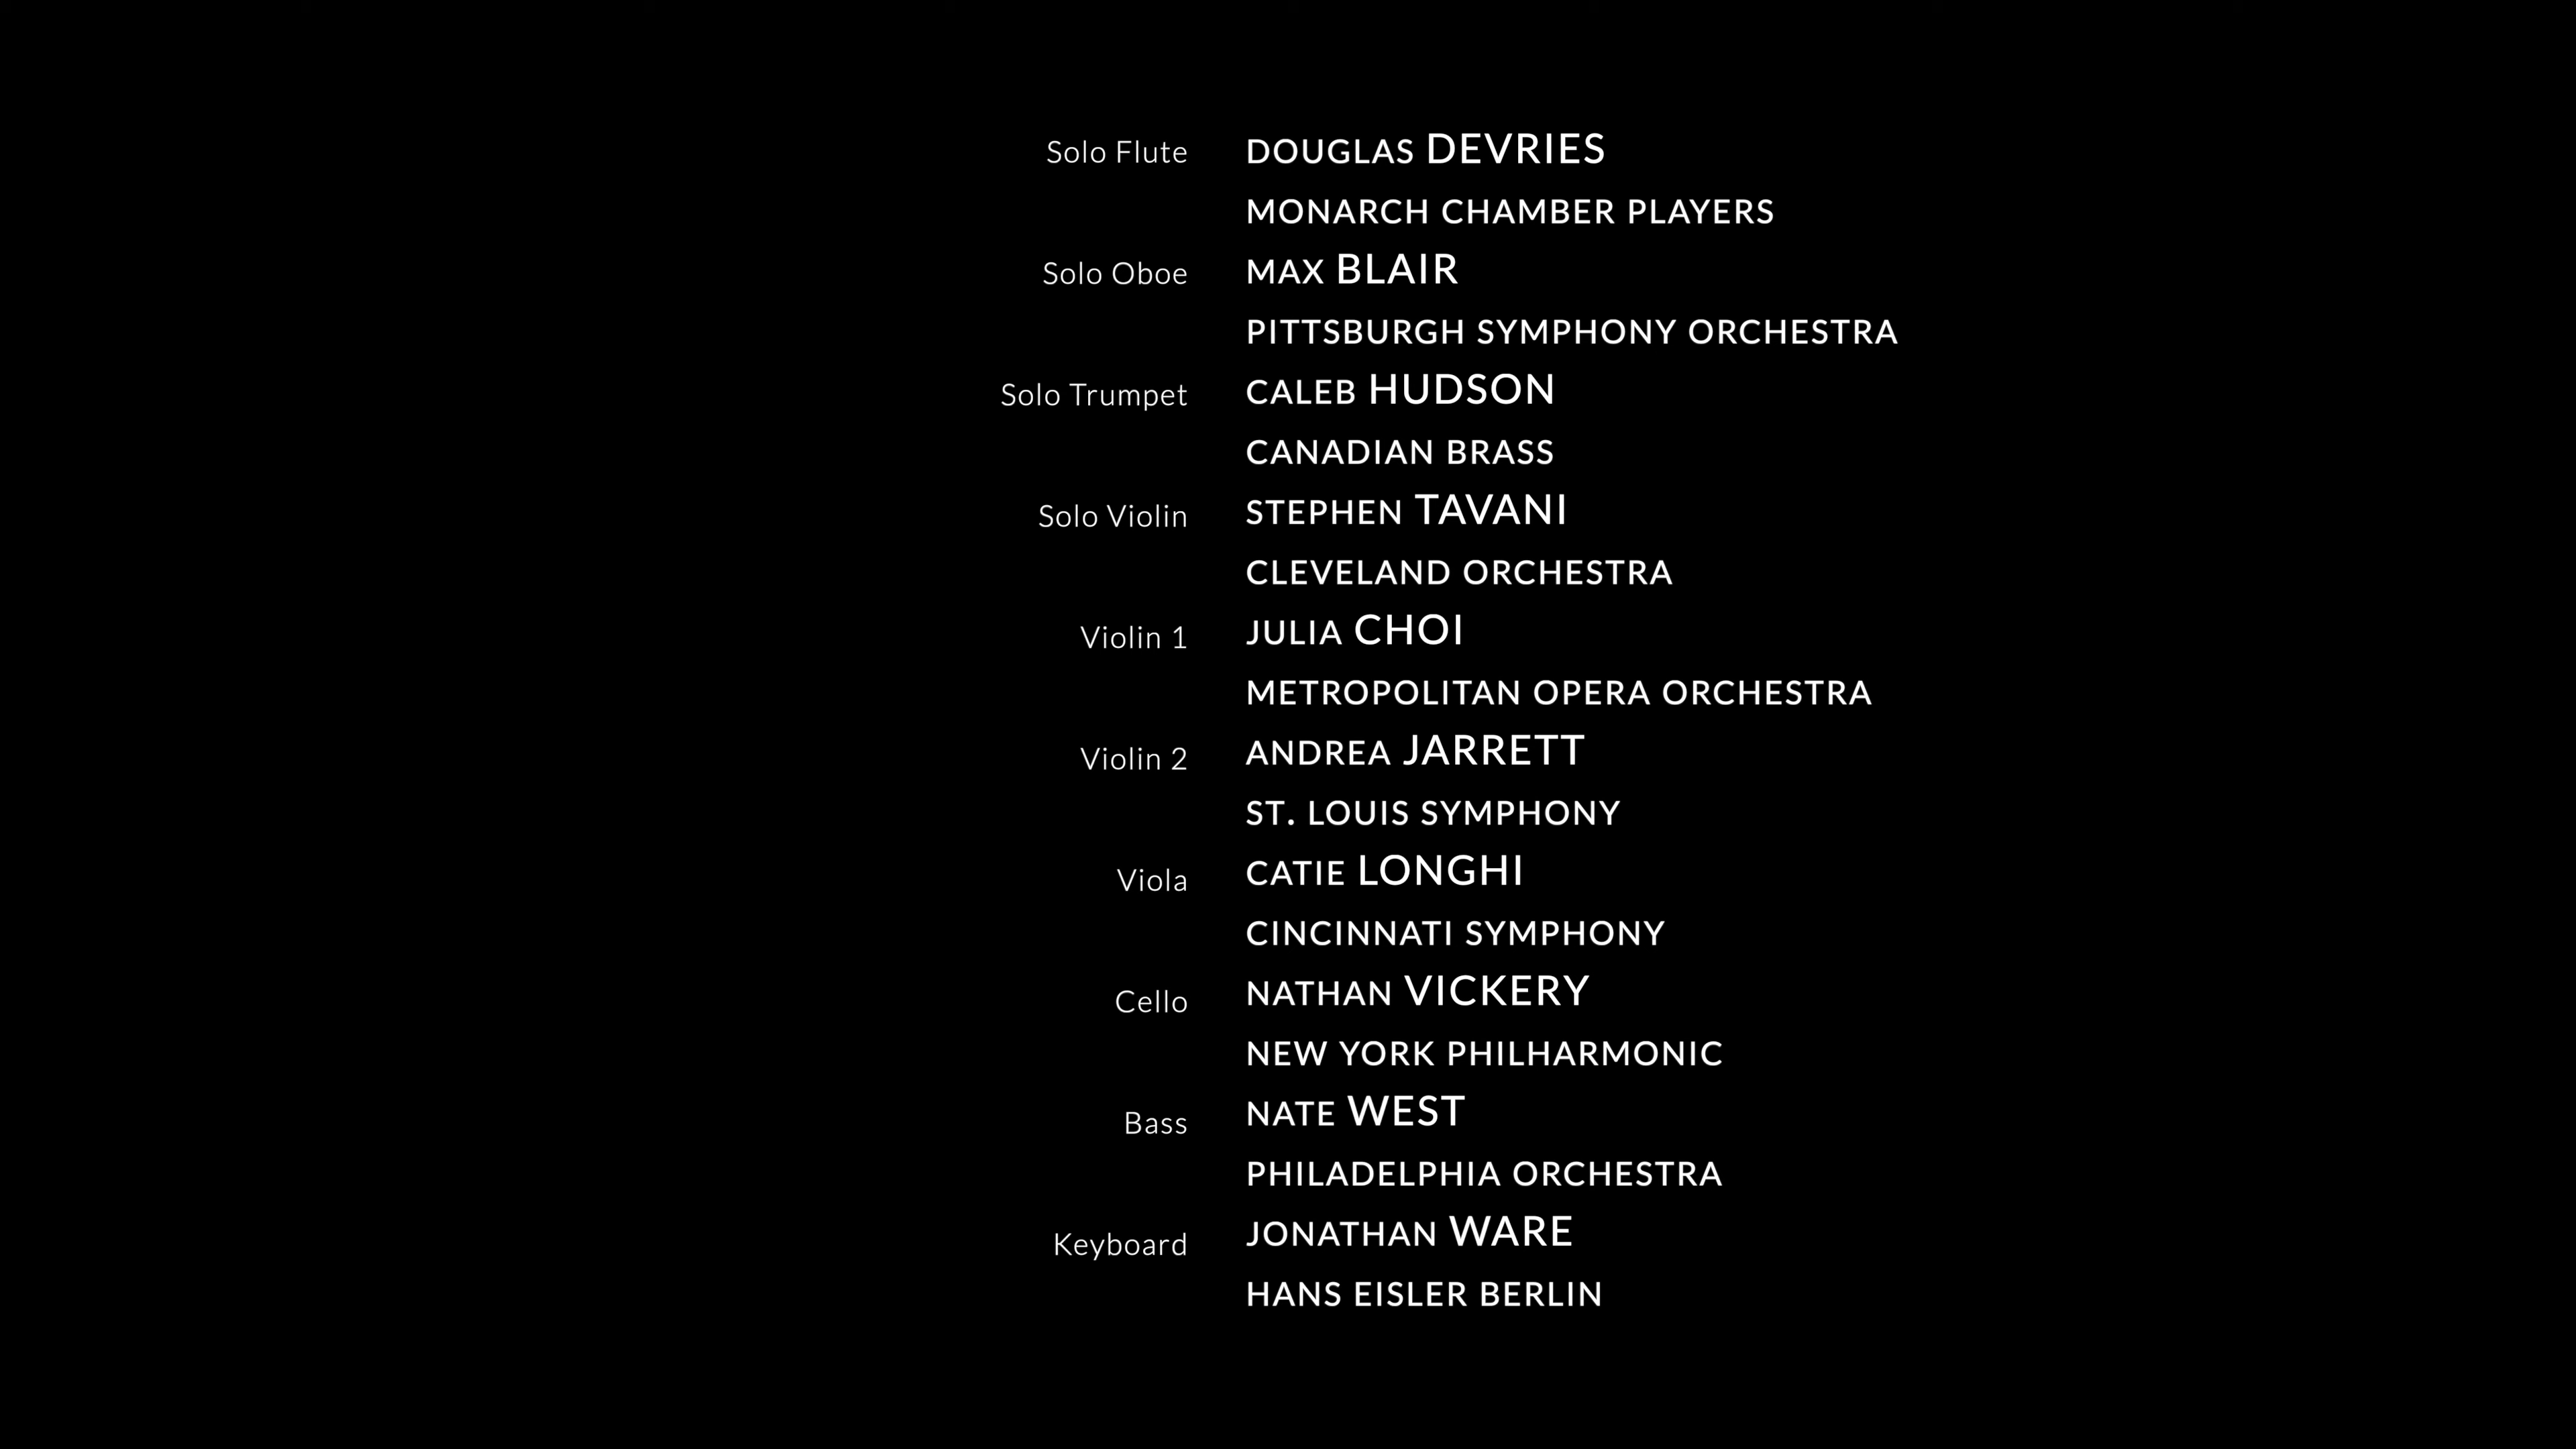 Solo Flute DOUGLAS DEVRIES
MONARCH CHAMBER PLAYERS
Solo Oboe MAX BLAIR
PITTSBURGH SYMPHONY ORCHESTRA
Solo Trumpet CALEB HUDSON
CANADIAN BRASS
Solo Violin STEPHEN TAVANI
CLEVELAND ORCHESTRA
Violin 1 JULIA CHOI
METROPOLITAN OPERA ORCHESTRA
Violin 2 ANDREA JARRETT
ST. LOUIS SYMPHONY
Viola CATIE LONGHI
CINCINNATI SYMPHONY
Cello NATHAN VICKERY
NEW YORK PHILHARMONIC
Bass NATE WEST
PHILADELPHIA ORCHESTRA
Keyboard JONATHAN WARE
HANS EISLER BERLIN